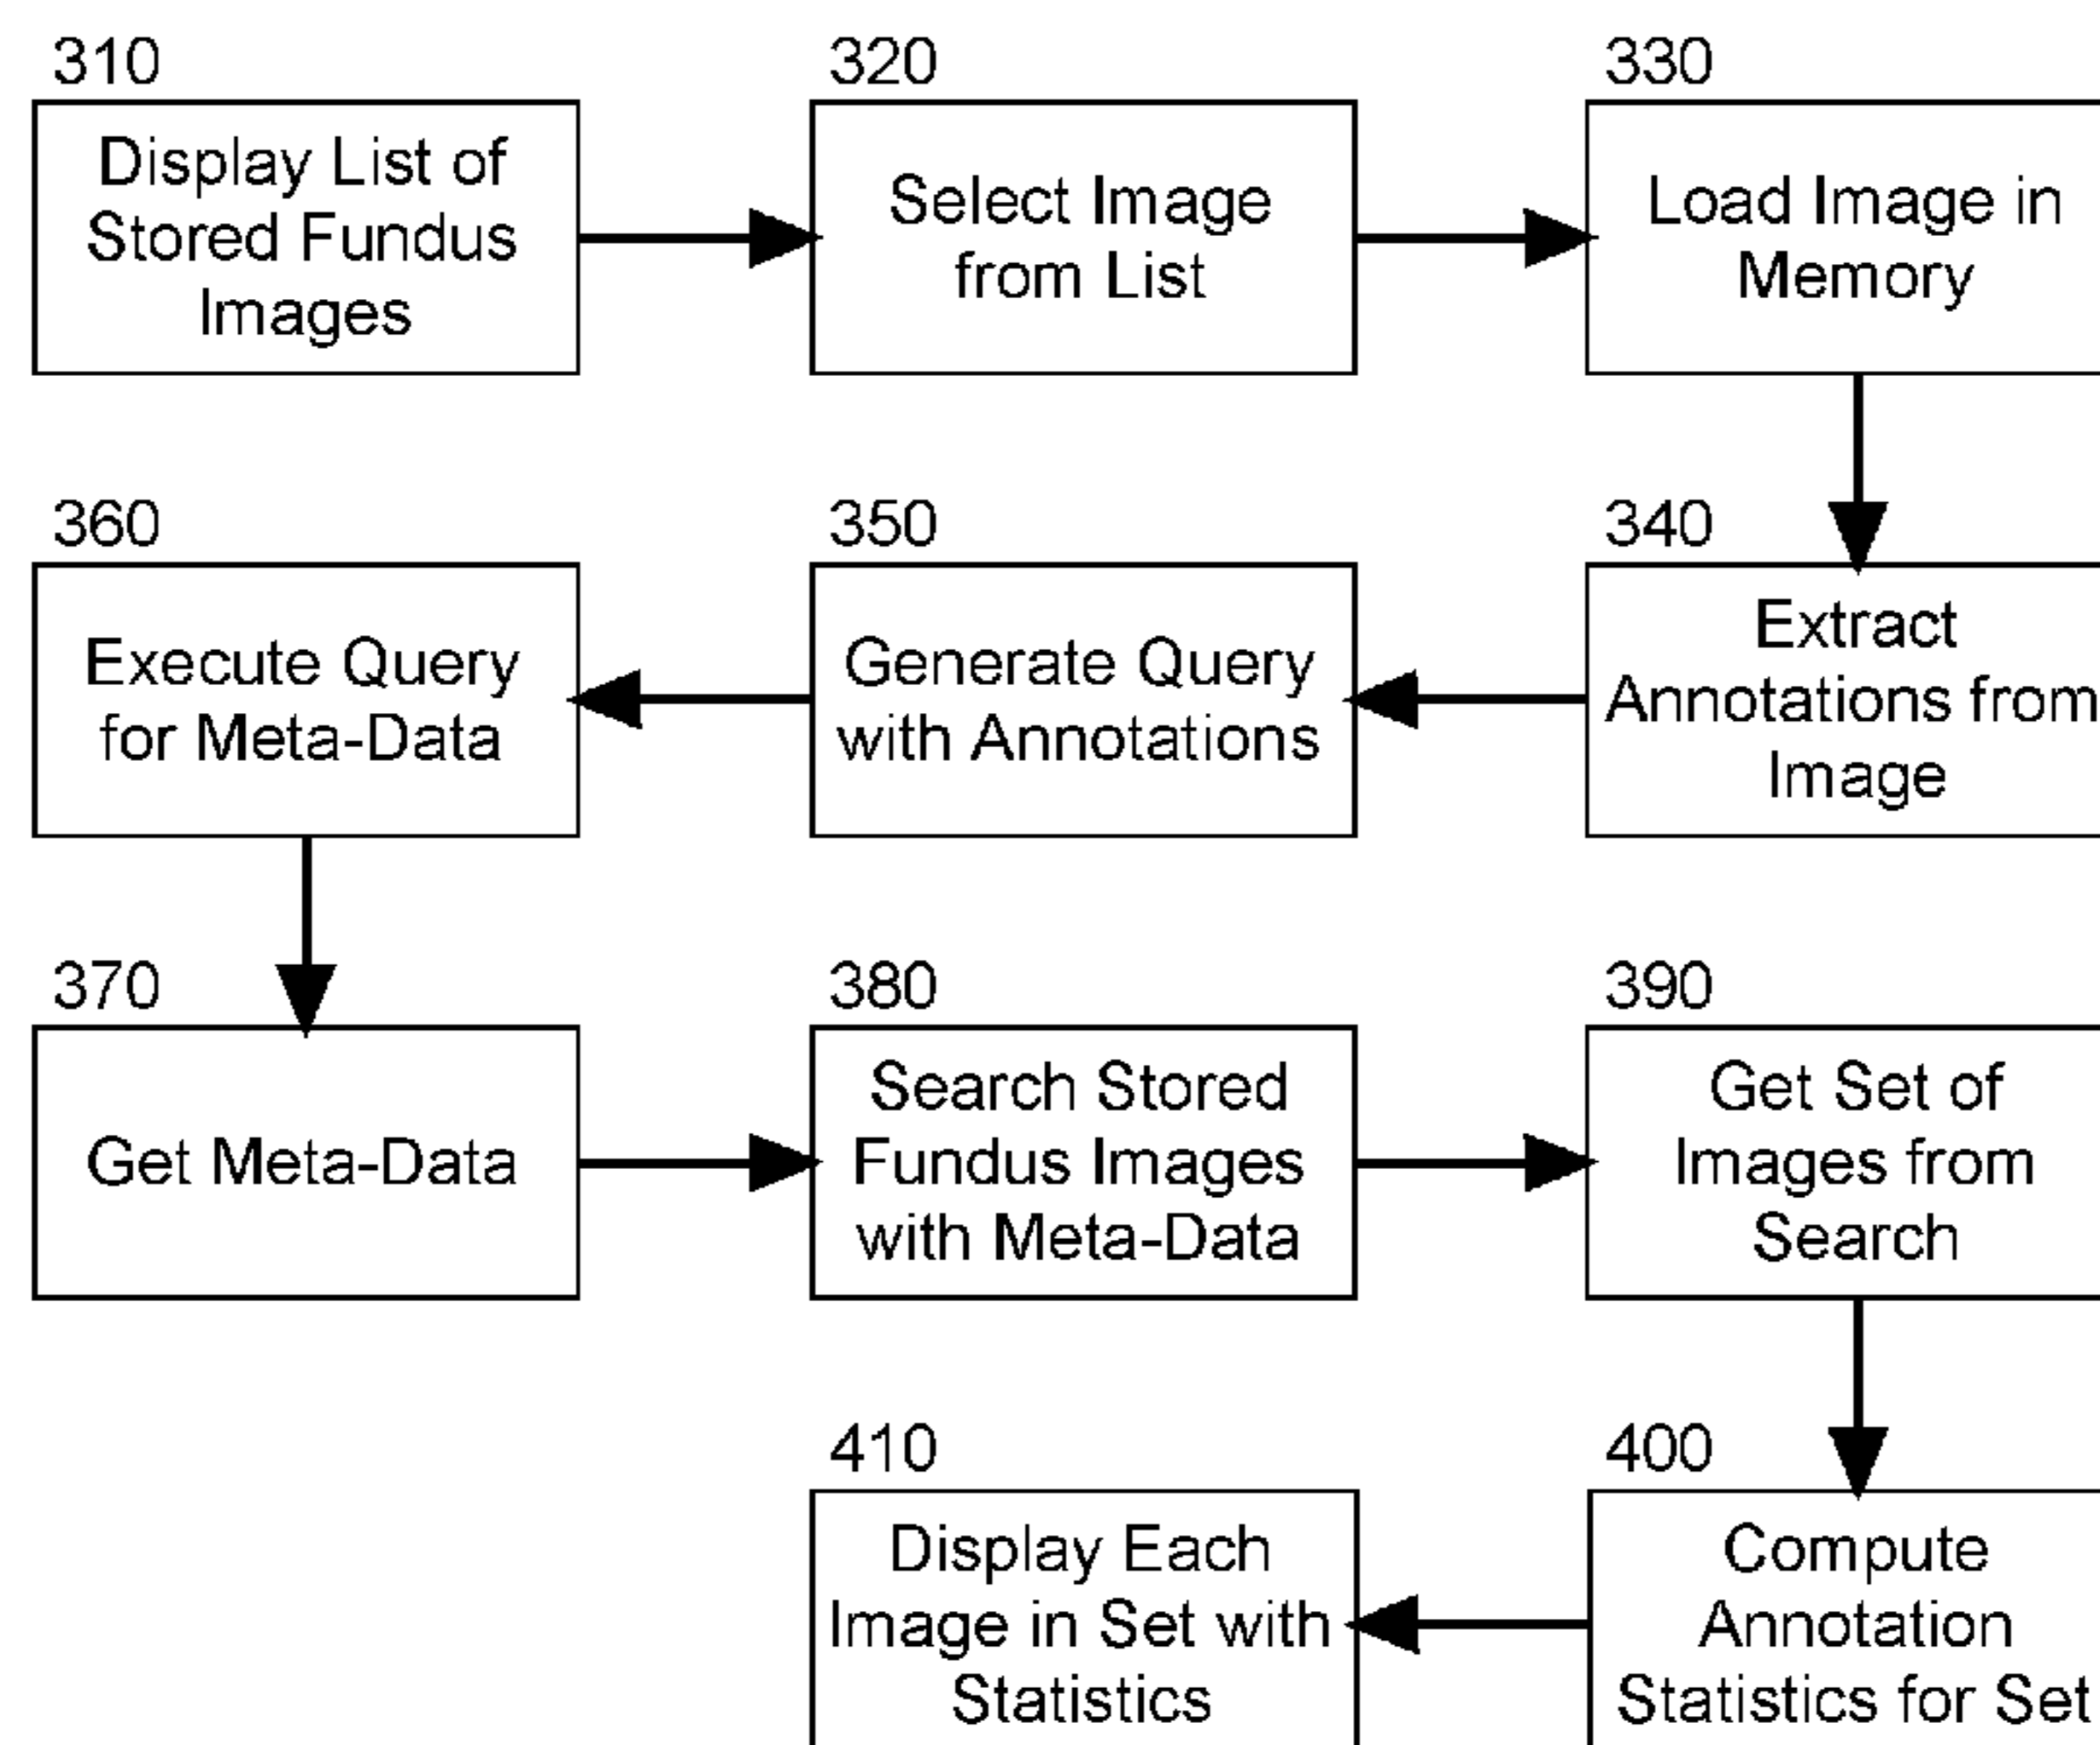 310
Display List of
Stored Fundus
Images
320
Select Image
from List
330
Load Image in
Memory
340
Extract
Annotations from
Image
350
Generate Query
with Annotations
360
Execute Query
for Meta-Data
370
Get Meta-Data
380
Search Stored
Fundus Images
with Meta-Data
390
Get Set of
Images from
Search
400
Compute
Annotation
Statistics for Set
410
Display Each
Image in Set with
Statistics